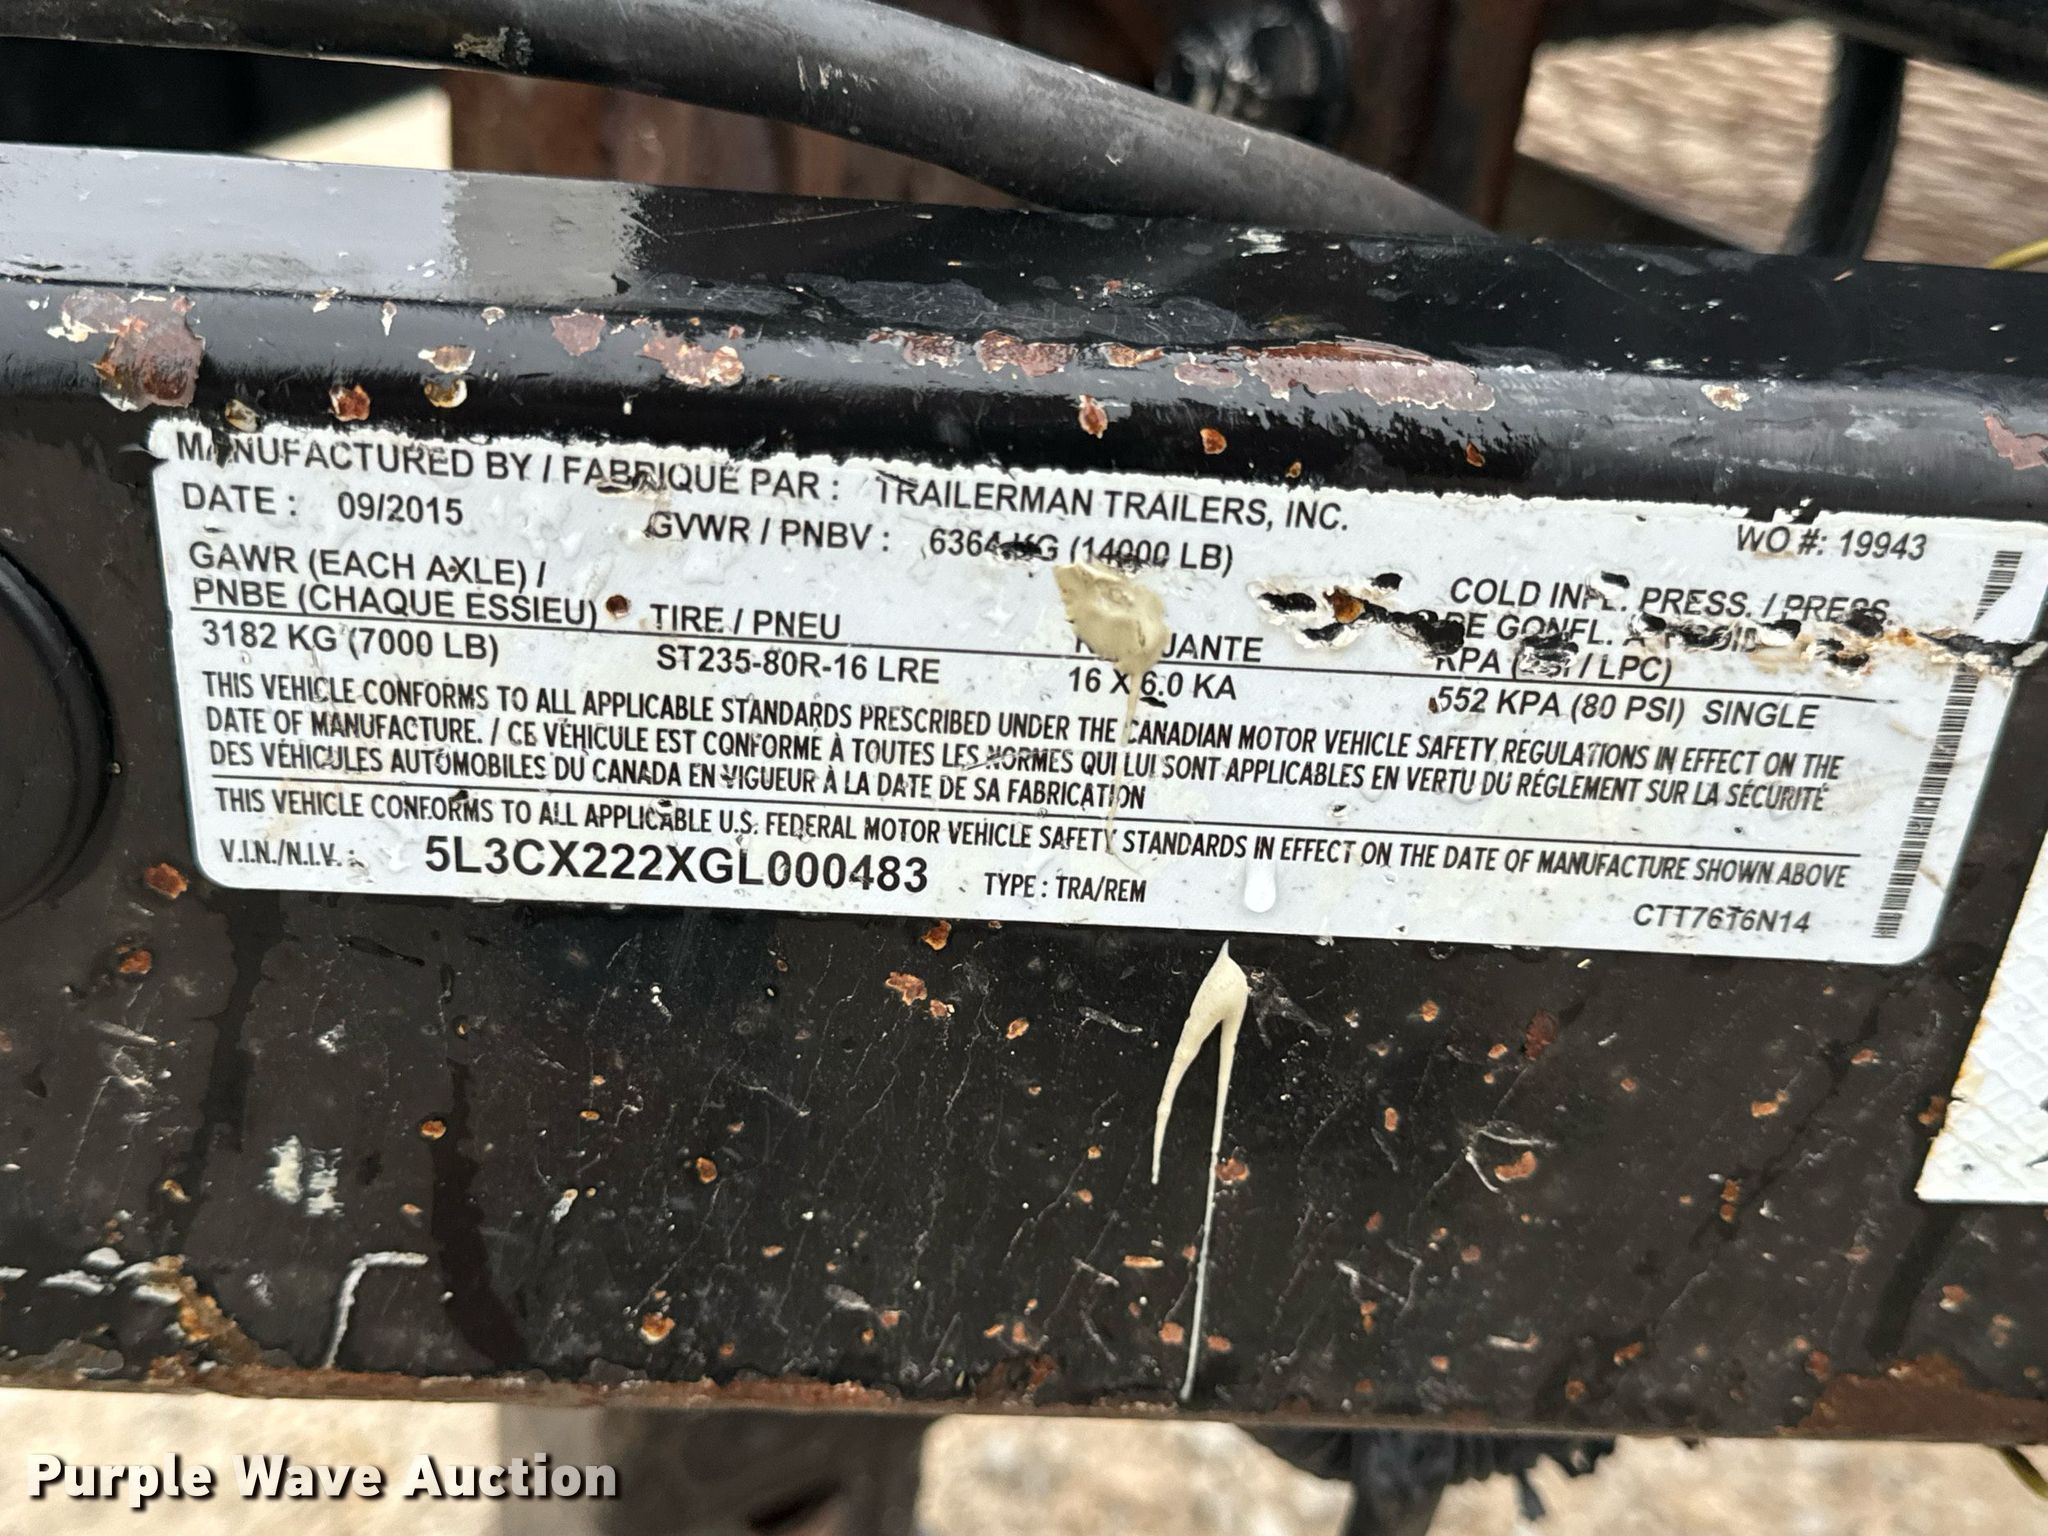 MANUFACTURED BY / FABRIQUÉ PAR : TRAILERMAN TRAILERS, INC.
DATE : 09/2015 GVWR / PNBV : 6364 KG (14000 LB) WO #: 19943
GAWR (EACH AXLE) /
PNBE (CHAQUE ESSIEU) TIRE / PNEU JANTE
COLD INFL. PRESS. / PRESS.
DE GONFL. A FROID
KPA (PSI / LPC)
3182 KG (7000 LB) ST235-80R-16 LRE 16 X 6.0 KA 552 KPA (80 PSI) SINGLE
THIS VEHICLE CONFORMS TO ALL APPLICABLE STANDARDS PRESCRIBED UNDER THE CANADIAN MOTOR VEHICLE SAFETY REGULATIONS IN EFFECT ON THE
DATE OF MANUFACTURE. / CE VÉHICULE EST CONFORME À TOUTES LES NORMES QUI LUI SONT APPLICABLES EN VERTU DU RÉGLEMENT SUR LA SÉCURITÉ
DES VÉHICULES AUTOMOBILES DU CANADA EN VIGUEUR À LA DATE DE SA FABRICATION
THIS VEHICLE CONFORMS TO ALL APPLICABLE U.S. FEDERAL MOTOR VEHICLE SAFETY STANDARDS IN EFFECT ON THE DATE OF MANUFACTURE SHOWN ABOVE
V.I.N./N.I.V. : 5L3CX222XGL000483 TYPE : TRA/REM
CTT76T6N14
Purple Wave Auction